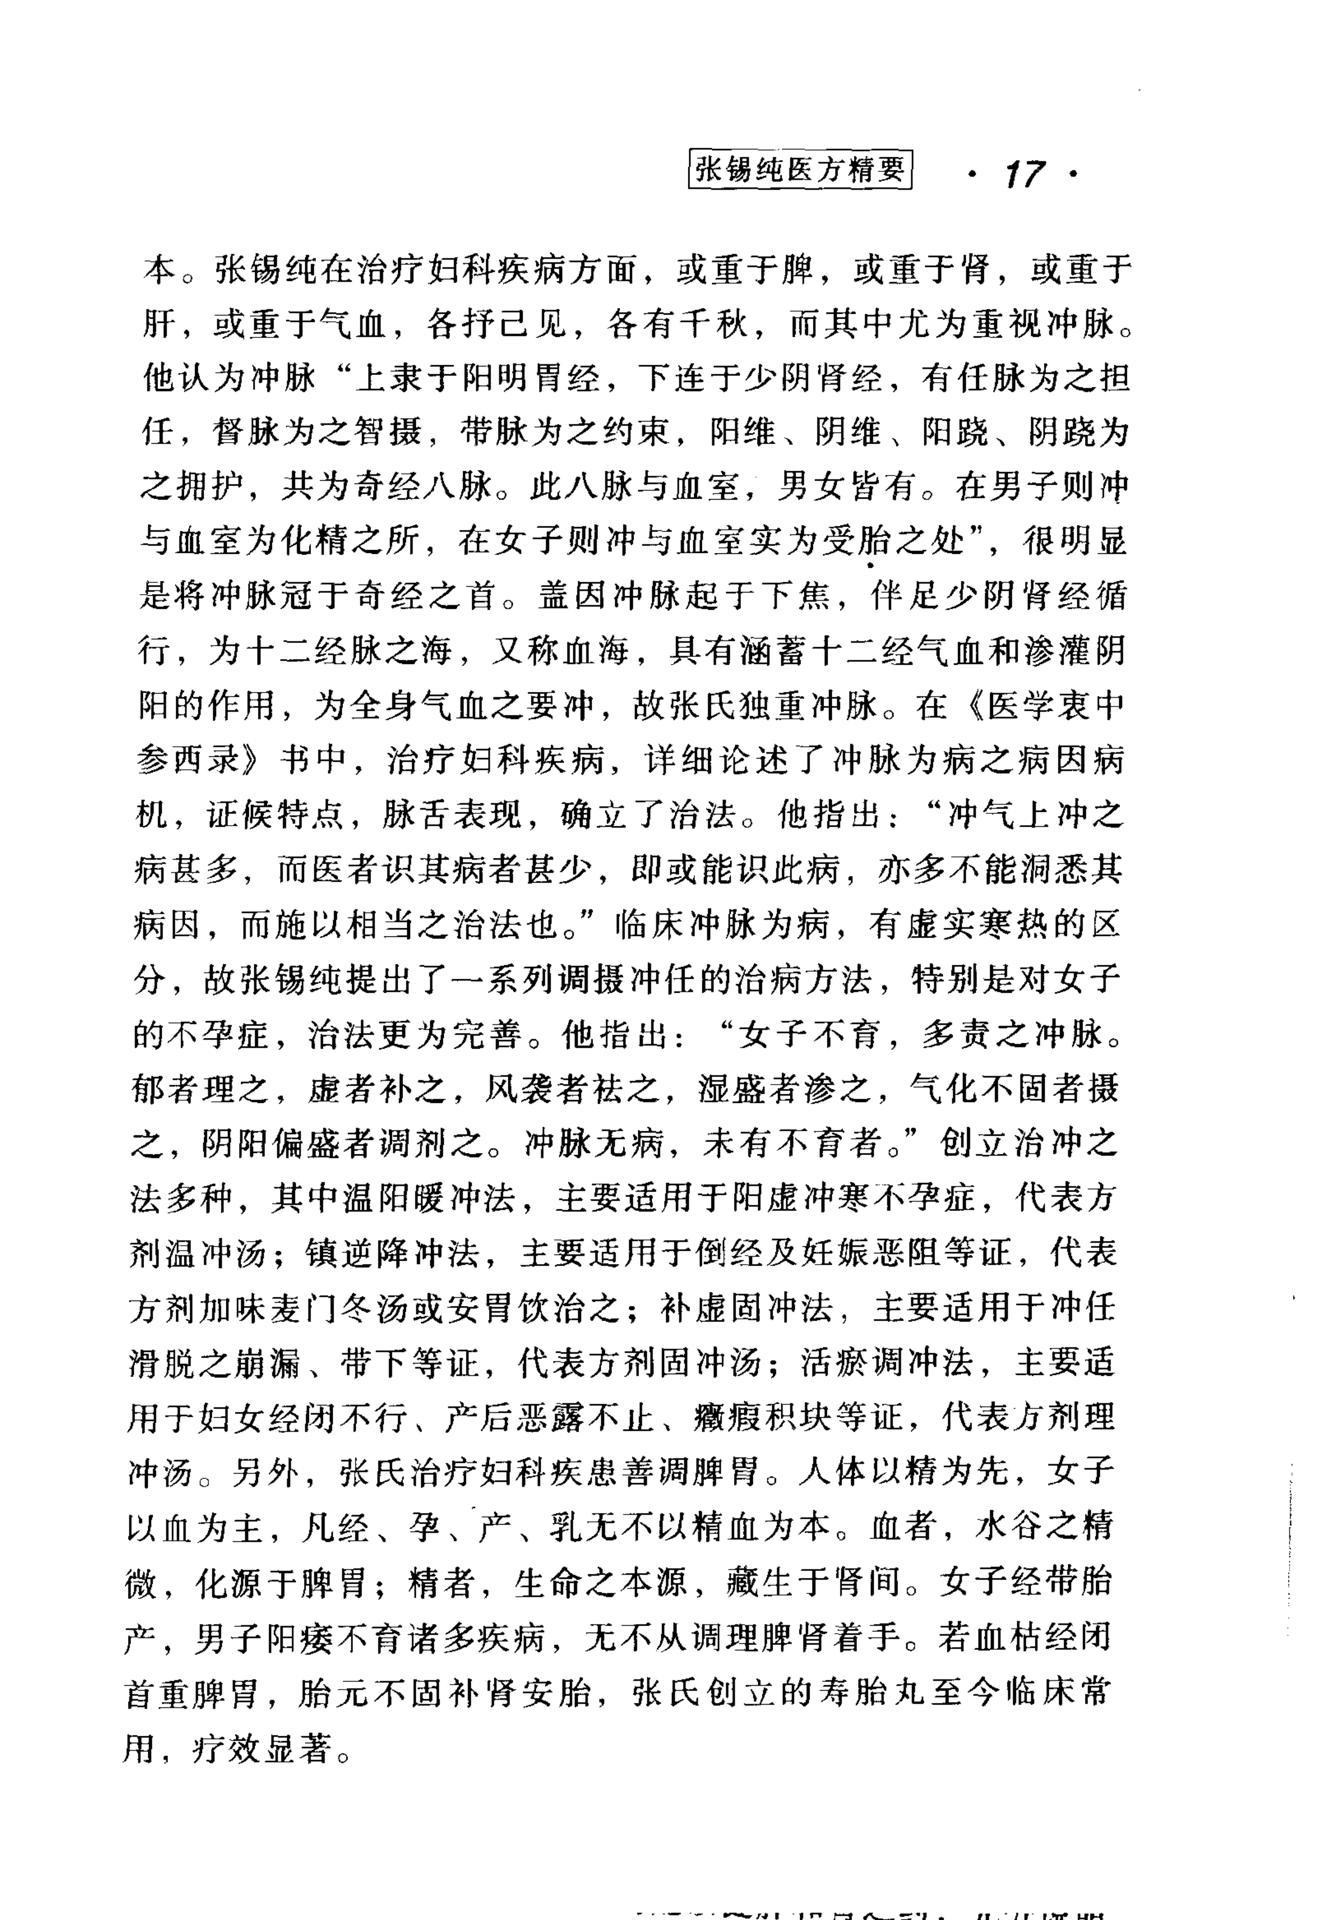 张锡纯医方精要 · 17 ·
本。张锡纯在治疗妇科疾病方面，或重于脾，或重于肾，或重于
肝，或重于气血，各抒己见，各有千秋，而其中尤为重视冲脉。
他认为冲脉“上隶于阳明胃经，下连于少阴肾经，有任脉为之担
任，督脉为之智摄，带脉为之约束，阳维、阴维、阳跷、阴跷为
之拥护，共为奇经八脉。此八脉与血室，男女皆有。在男子则冲
与血室为化精之所，在女子则冲与血室实为受胎之处”，很明显
是将冲脉冠于奇经之首。盖因冲脉起于下焦，伴足少阴肾经循
行，为十二经脉之海，又称血海，具有涵蓄十二经气血和渗灌阴
阳的作用，为全身气血之要冲，故张氏独重冲脉。在《医学衷中
参西录》书中，治疗妇科疾病，详细论述了冲脉为病之病因病
机，证候特点，脉舌表现，确立了治法。他指出：“冲气上冲之
病甚多，而医者识其病者甚少，即或能识此病，亦多不能洞悉其
病因，而施以相当之治法也。”临床冲脉为病，有虚实寒热的区
分，故张锡纯提出了一系列调摄冲任的治病方法，特别是对女子
的不孕症，治法更为完善。他指出：“女子不育，多责之冲脉。
郁者理之，虚者补之，风袭者祛之，湿盛者渗之，气化不固者摄
之，阴阳偏盛者调剂之。冲脉无病，未有不育者。”创立治冲之
法多种，其中温阳暖冲法，主要适用于阳虚冲寒不孕症，代表方
剂温冲汤；镇逆降冲法，主要适用于倒经及妊娠恶阻等证，代表
方剂加味麦门冬汤或安胃饮治之；补虚固冲法，主要适用于冲任
滑脱之崩漏、带下等证，代表方剂固冲汤；活瘀调冲法，主要适
用于妇女经闭不行、产后恶露不止、癥瘕积块等证，代表方剂理
冲汤。另外，张氏治疗妇科疾患善调脾胃。人体以精为先，女子
以血为主，凡经、孕、产、乳无不以精血为本。血者，水谷之精
微，化源于脾胃；精者，生命之本源，藏生于肾间。女子经带胎
产，男子阳痿不育诸多疾病，无不从调理脾肾着手。若血枯经闭
首重脾胃，胎元不固补肾安胎，张氏创立的寿胎丸至今临床常
用，疗效显著。